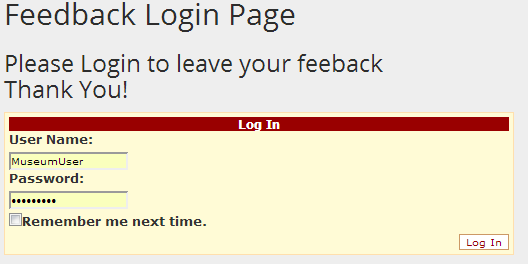 Feedback Login Page
Please Login to leave your feeback
Thank You!
Log In
User Name:
MuseumUser
Password:
•••••••••
Remember me next time.
Log In